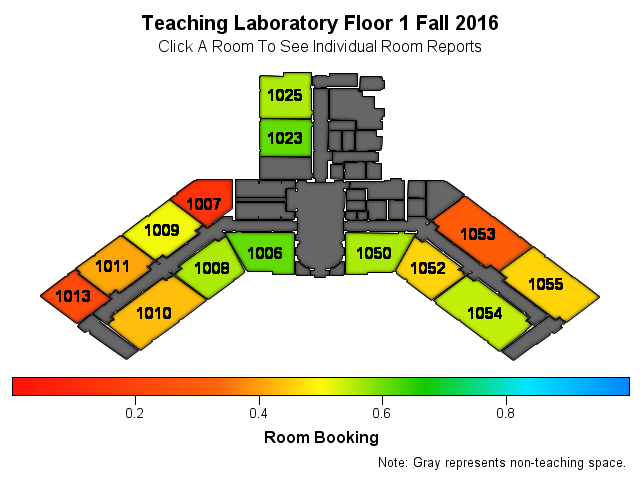 Teaching Laboratory Floor 1 Fall 2016
Click A Room To See Individual Room Reports
1025
1023
1007
1009
1053
1011
1008
1006
1050
1052
1055
1013
1010
1054
0.2 0.4 0.6 0.8
Room Booking
Note: Gray represents non-teaching space.